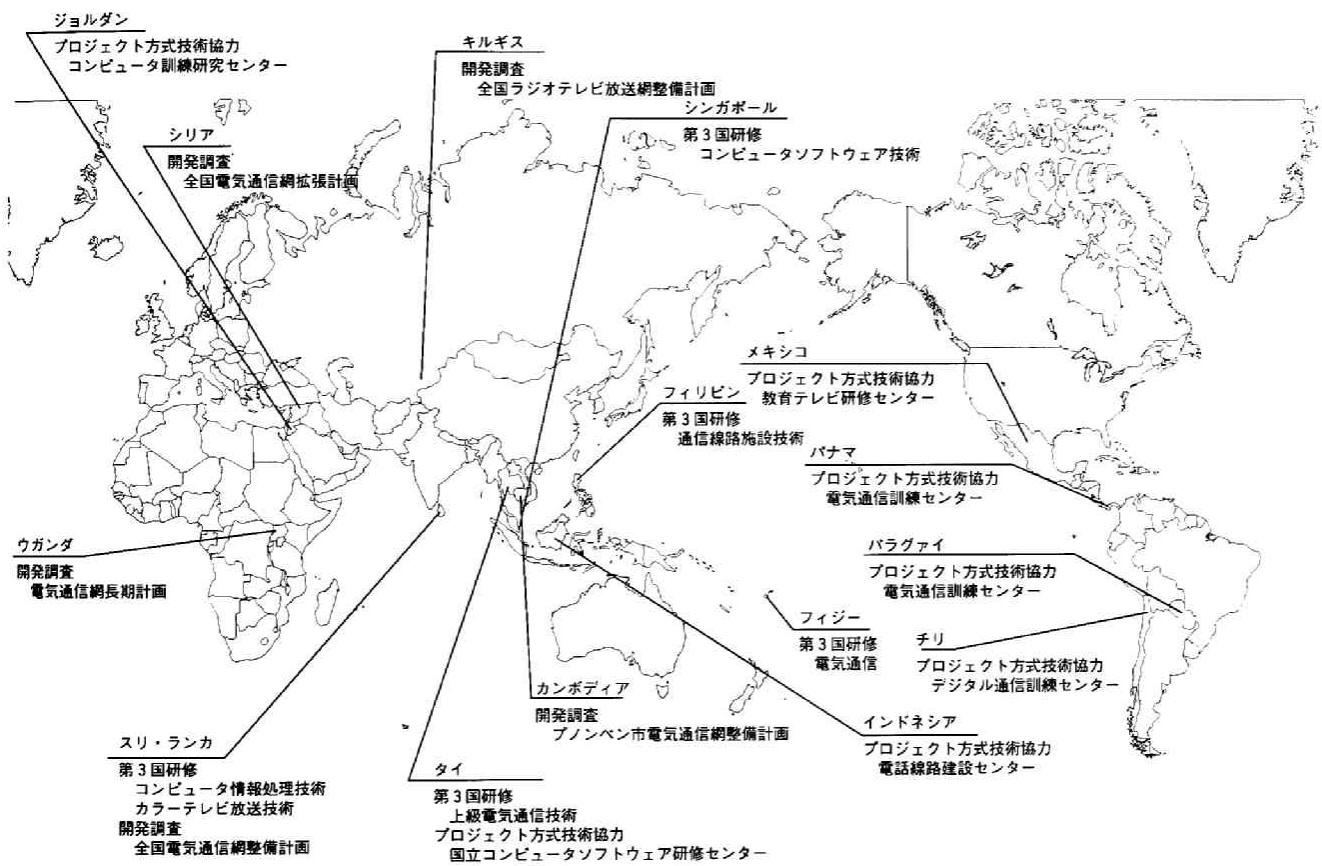 ジョルダン
プロジェクト方式技術協力
コンピュータ訓練研究センター
キルギス
開発調査
全国ラジオテレビ放送網整備計画
シンガポール
第3国研修
コンピュータソフトウェア技術
シリア
開発調査
全国電気通信網拡張計画
メキシコ
プロジェクト方式技術協力
教育テレビ研修センター
フィリピン
第3国研修
通信線路施設技術
パナマ
プロジェクト方式技術協力
電気通信訓練センター
ウガンダ
開発調査
電気通信網長期計画
パラグァイ
プロジェクト方式技術協力
電気通信訓練センター
フィジー
第3国研修
電気通信
チリ
プロジェクト方式技術協力
デジタル通信訓練センター
カンボディア
開発調査
プノンペン市電気通信網整備計画
インドネシア
プロジェクト方式技術協力
電話線路建設センター
スリ・ランカ
第3国研修
コンピュータ情報処理技術
カラーテレビ放送技術
開発調査
全国電気通信網整備計画
タイ
第3国研修
上級電気通信技術
プロジェクト方式技術協力
国立コンピュータソフトウェア研修センター